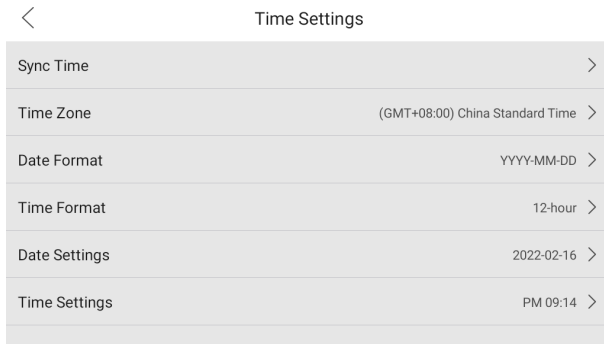 Time Settings
Sync Time
Time Zone (GMT+08:00) China Standard Time
Date Format YYYY-MM-DD
Time Format 12-hour
Date Settings 2022-02-16
Time Settings PM 09:14